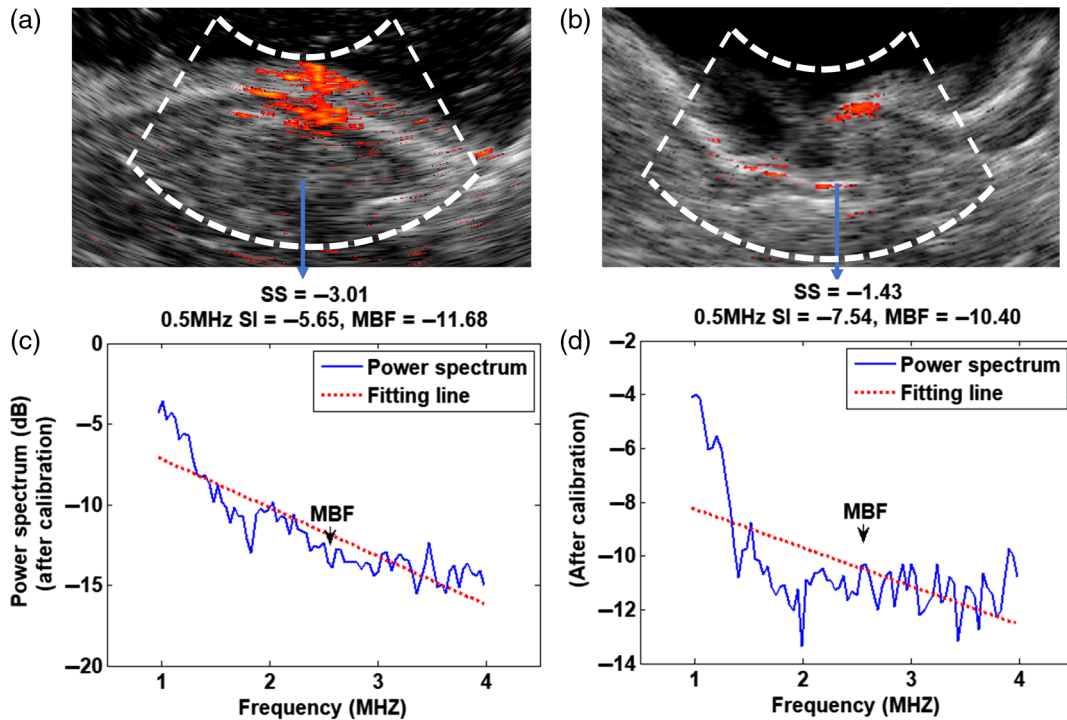 (a)
(b)
SS = –3.01
0.5MHz SI = –5.65, MBF = –11.68
SS = –1.43
0.5MHz SI = –7.54, MBF = –10.40
(c)
0
–5
–10
–15
–20
Power spectrum (dB)
(after calibration)
Power spectrum
Fitting line
MBF
1
2
3
4
Frequency (MHZ)
(d)
–2
–4
–6
–8
–10
–12
–14
(After calibration)
Power spectrum
Fitting line
MBF
1
2
3
4
Frequency (MHZ)